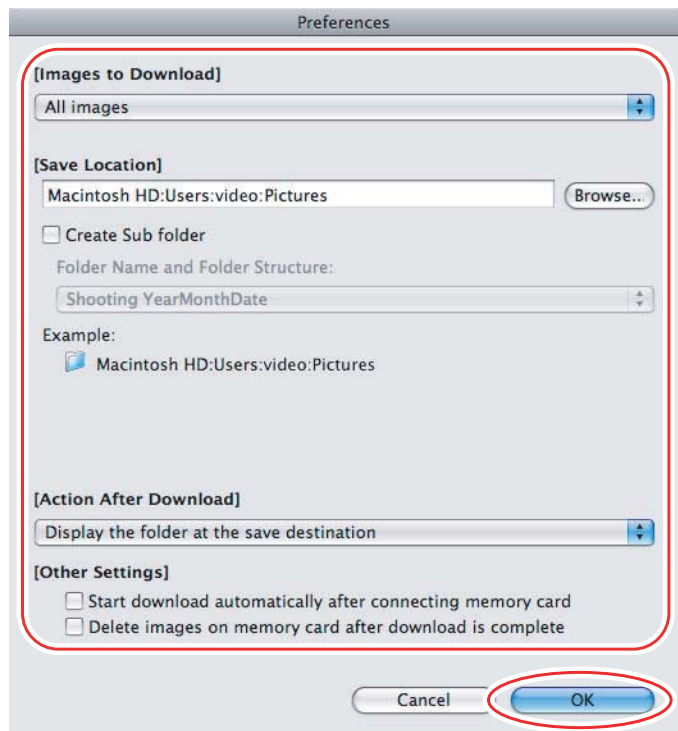 Preferences
[Images to Download]
All images
[Save Location]
Macintosh HD:Users:video:Pictures
Browse...
Create Sub folder
Folder Name and Folder Structure:
Shooting YearMonthDate
Example:
Macintosh HD:Users:video:Pictures
[Action After Download]
Display the folder at the save destination
[Other Settings]
Start download automatically after connecting memory card
Delete images on memory card after download is complete
Cancel
OK